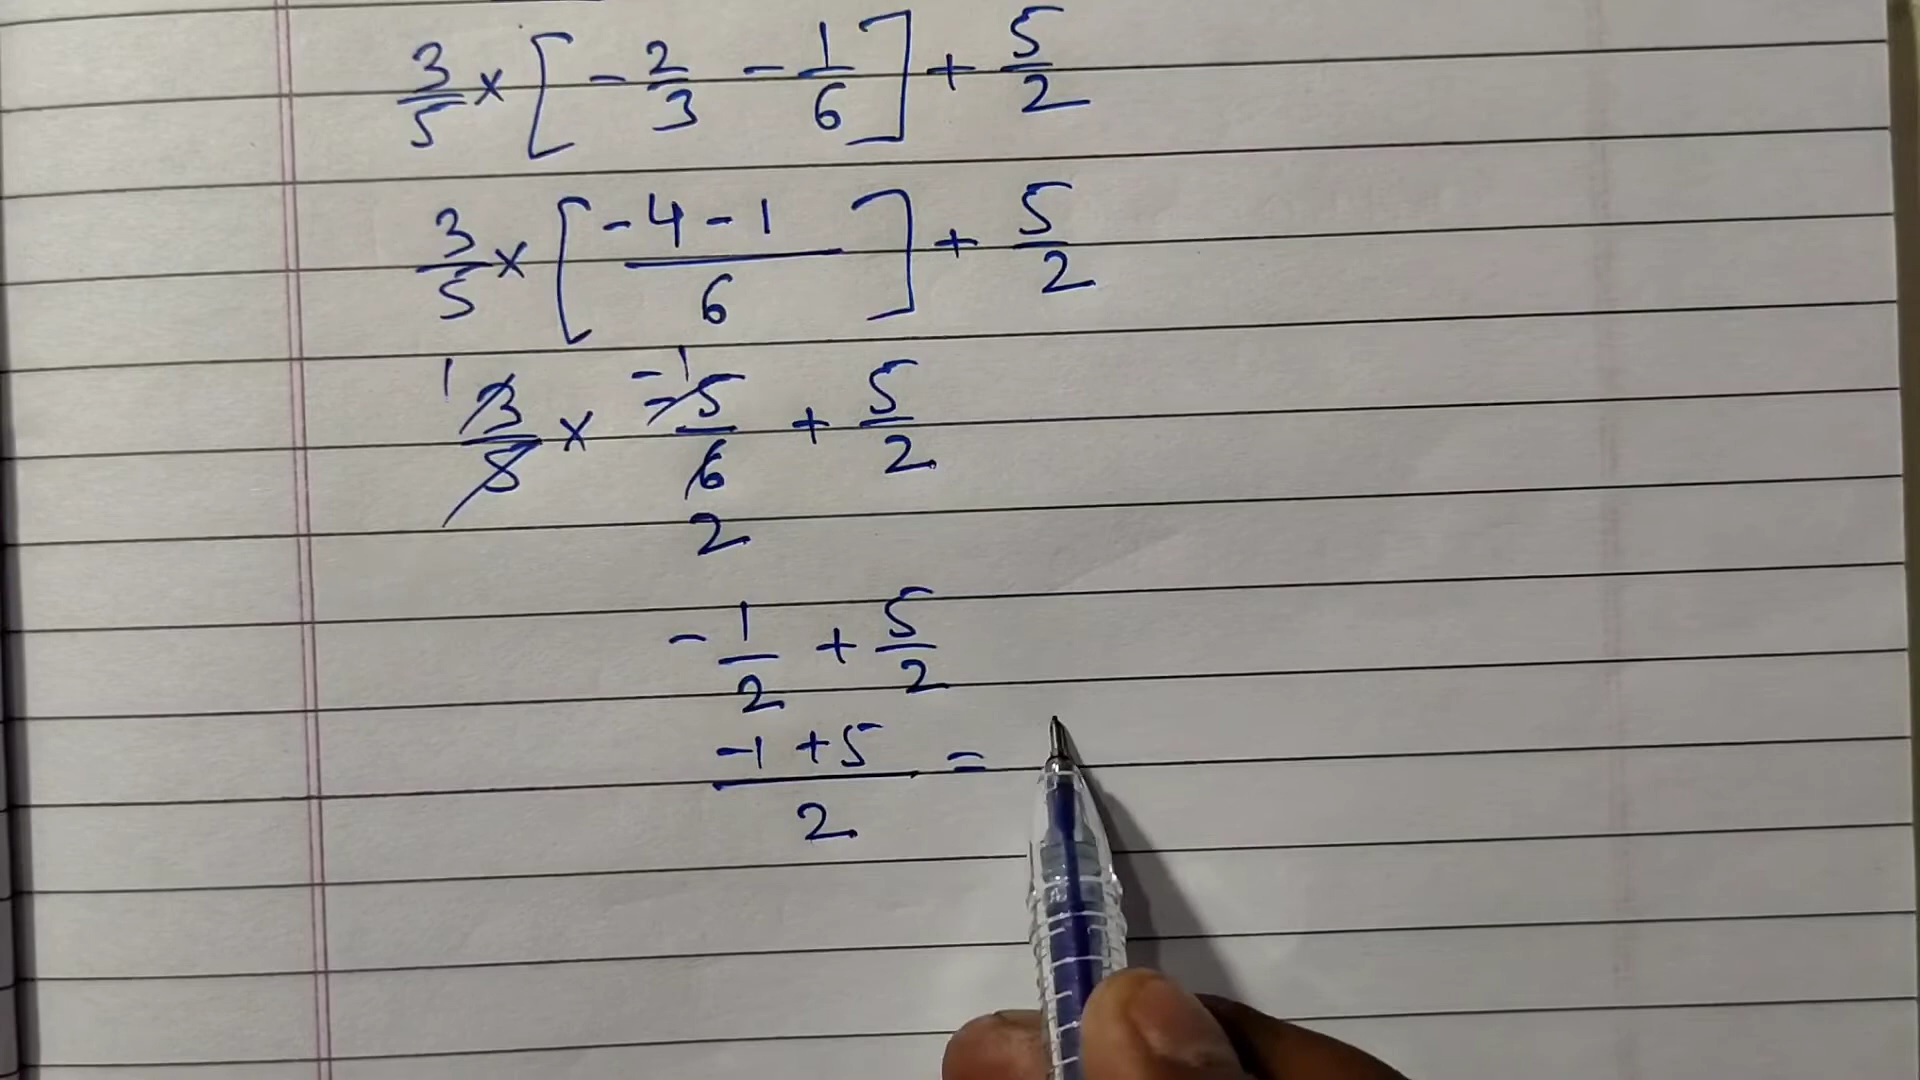 3/5 × [ - 2/3 - 1/6 ] + 5/2
3/5 × [ (-4 - 1)/6 ] + 5/2
1 3/5 × -1 -5/6 2 + 5/2
- 1/2 + 5/2
(-1 + 5)/2 =